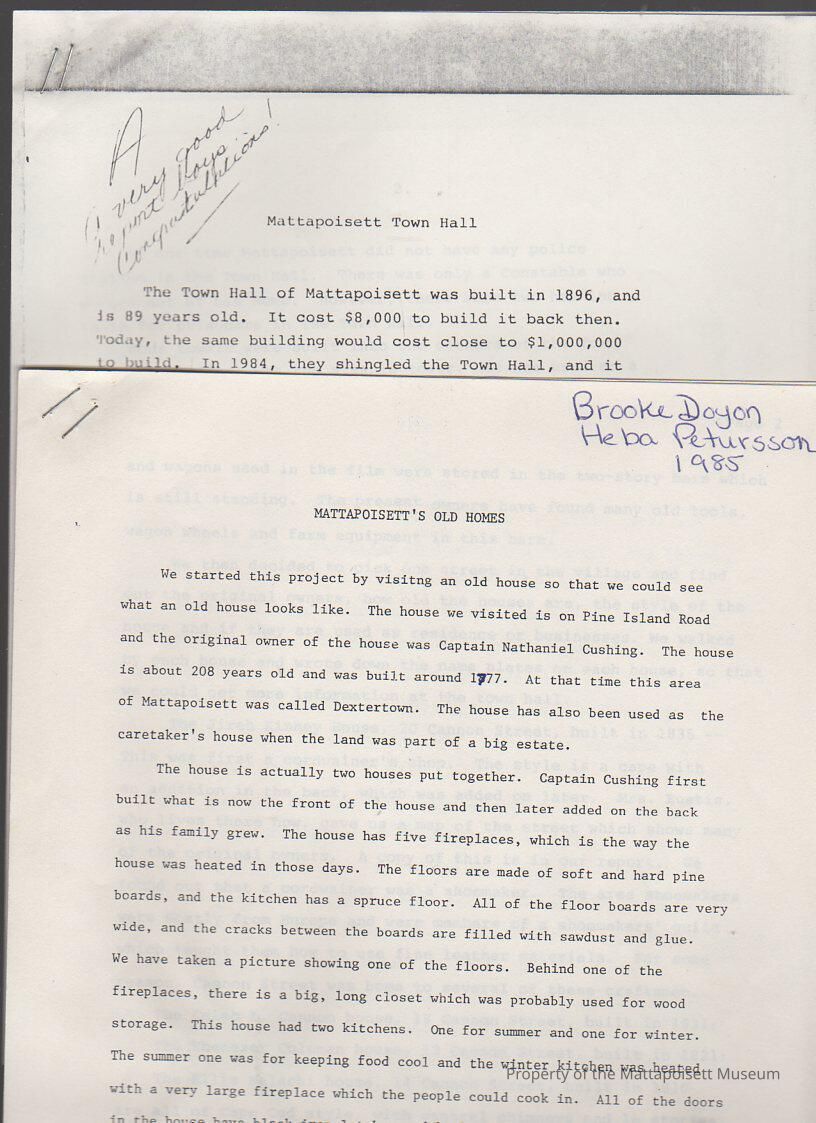 A
A very good
report boys
Congratulations!
Mattapoisett Town Hall
The Town Hall of Mattapoisett was built in 1896, and
is 89 years old. It cost $8,000 to build it back then.
Today, the same building would cost close to $1,000,000
to build. In 1984, they shingled the Town Hall, and it
Brooke Doyon
Heba Petursson
1985
MATTAPOISETT'S OLD HOMES
We started this project by visitng an old house so that we could see
what an old house looks like. The house we visited is on Pine Island Road
and the original owner of the house was Captain Nathaniel Cushing. The house
is about 208 years old and was built around 1777. At that time this area
of Mattapoisett was called Dextertown. The house has also been used as the
caretaker's house when the land was part of a big estate.
The house is actually two houses put together. Captain Cushing first
built what is now the front of the house and then later added on the back
as his family grew. The house has five fireplaces, which is the way the
house was heated in those days. The floors are made of soft and hard pine
boards, and the kitchen has a spruce floor. All of the floor boards are very
wide, and the cracks between the boards are filled with sawdust and glue.
We have taken a picture showing one of the floors. Behind one of the
fireplaces, there is a big, long closet which was probably used for wood
storage. This house had two kitchens. One for summer and one for winter.
The summer one was for keeping food cool and the winter kitchen was heated
Property of the Mattapoisett Museum
with a very large fireplace which the people could cook in. All of the doors
in the house have black